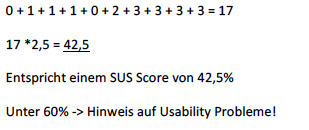 0 + 1 + 1 + 1 + 0 + 2 + 3 + 3 + 3 + 3 = 17
17 *2,5 = 42,5
Entspricht einem SUS Score von 42,5%
Unter 60% -> Hinweis auf Usability Probleme!